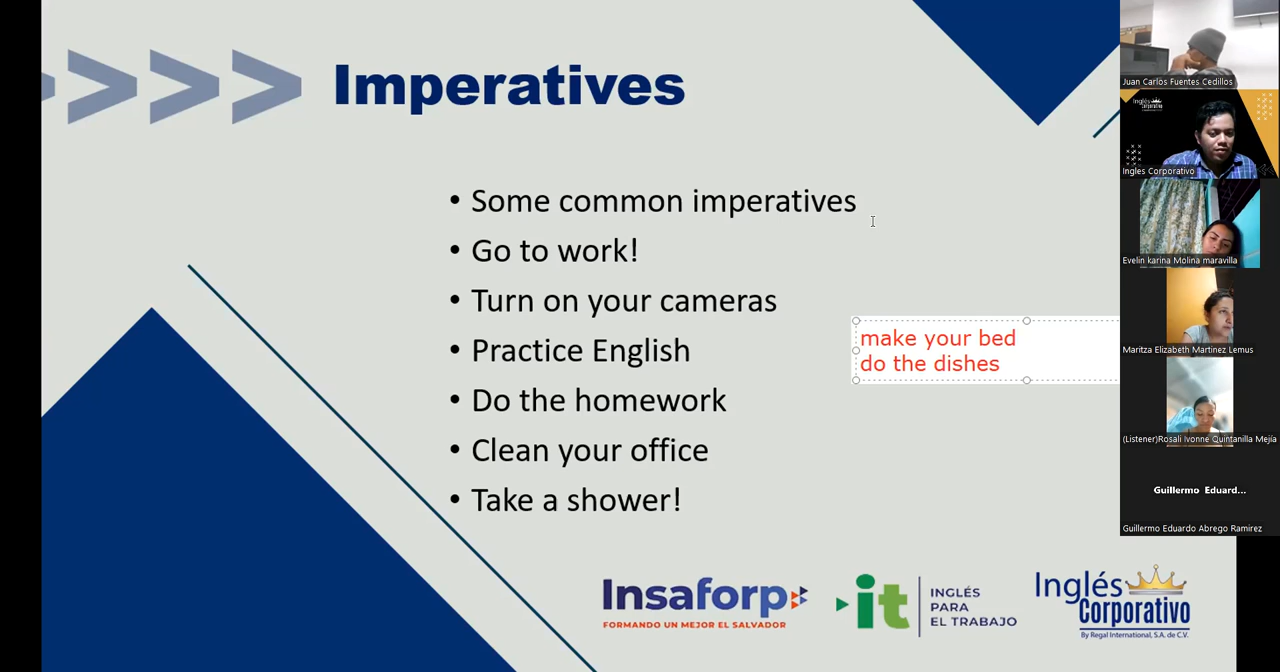 Imperatives
Some common imperatives
Go to work!
Turn on your cameras
Practice English
Do the homework
Clean your office
Take a shower!
make your bed
do the dishes
Insaforp
FORMANDO UN MEJOR EL SALVADOR
it
INGLÉS
PARA
EL TRABAJO
Inglés
Corporativo
By Regal International, S.A. de C.V.
Juan Carlos Fuentes Cedillos
Ingles Corporativo
Evelin karina Molina maravilla
Maritza Elizabeth Martinez Lemus
(Listener)Rosali Ivonne Quintanilla Mejía
Guillermo Eduard...
Guillermo Eduardo Abrego Ramirez